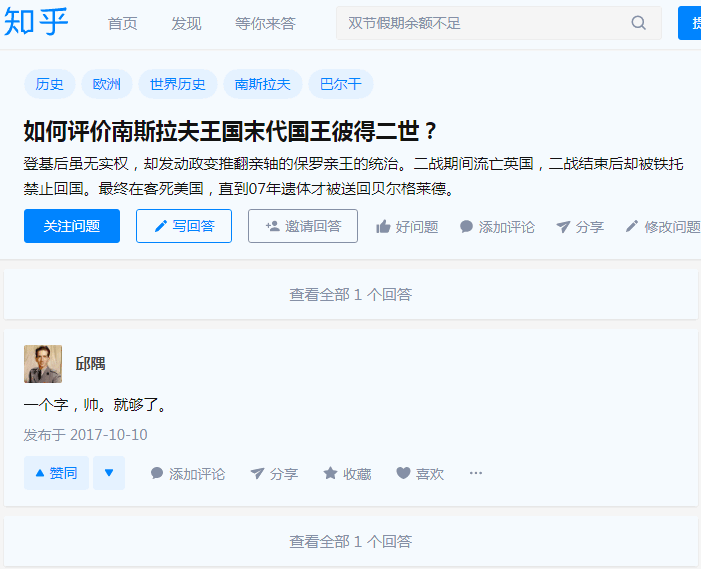 知乎 首页 发现 等你来答 双节假期余额不足 提
历史 欧洲 世界历史 南斯拉夫 巴尔干
如何评价南斯拉夫王国末代国王彼得二世？
登基后虽无实权，却发动政变推翻亲轴的保罗亲王的统治。二战期间流亡英国，二战结束后却被铁托
禁止回国。最终在客死美国，直到07年遗体才被送回贝尔格莱德。
关注问题 写回答 邀请回答 好问题 添加评论 分享 修改问题
查看全部 1 个回答
邱隅
一个字，帅。就够了。
发布于 2017-10-10
赞同 添加评论 分享 收藏 喜欢 ···
查看全部 1 个回答